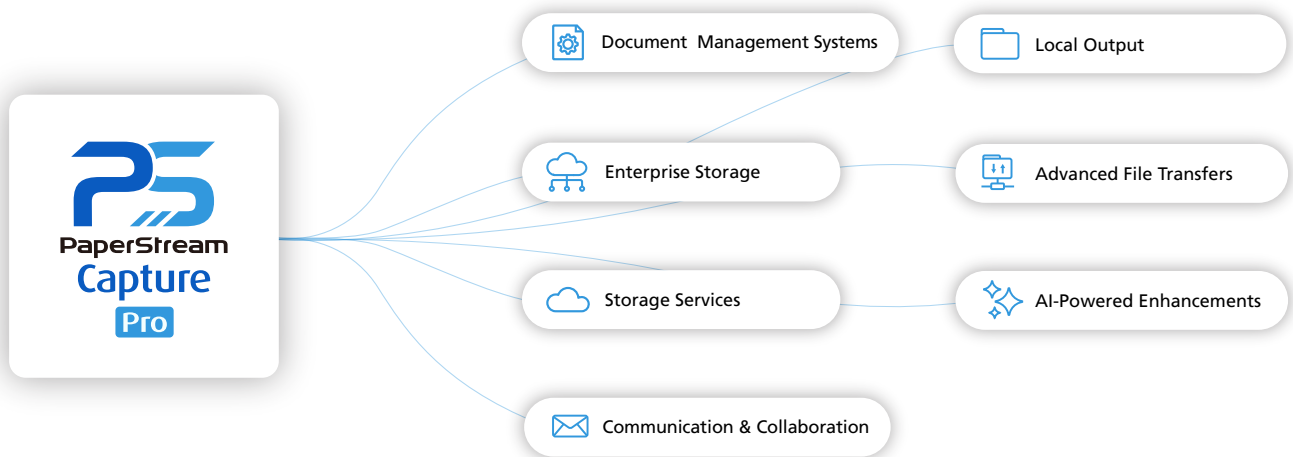 PS
PaperStream
Capture
Pro
Document Management Systems
Local Output
Enterprise Storage
Advanced File Transfers
Storage Services
AI-Powered Enhancements
Communication & Collaboration